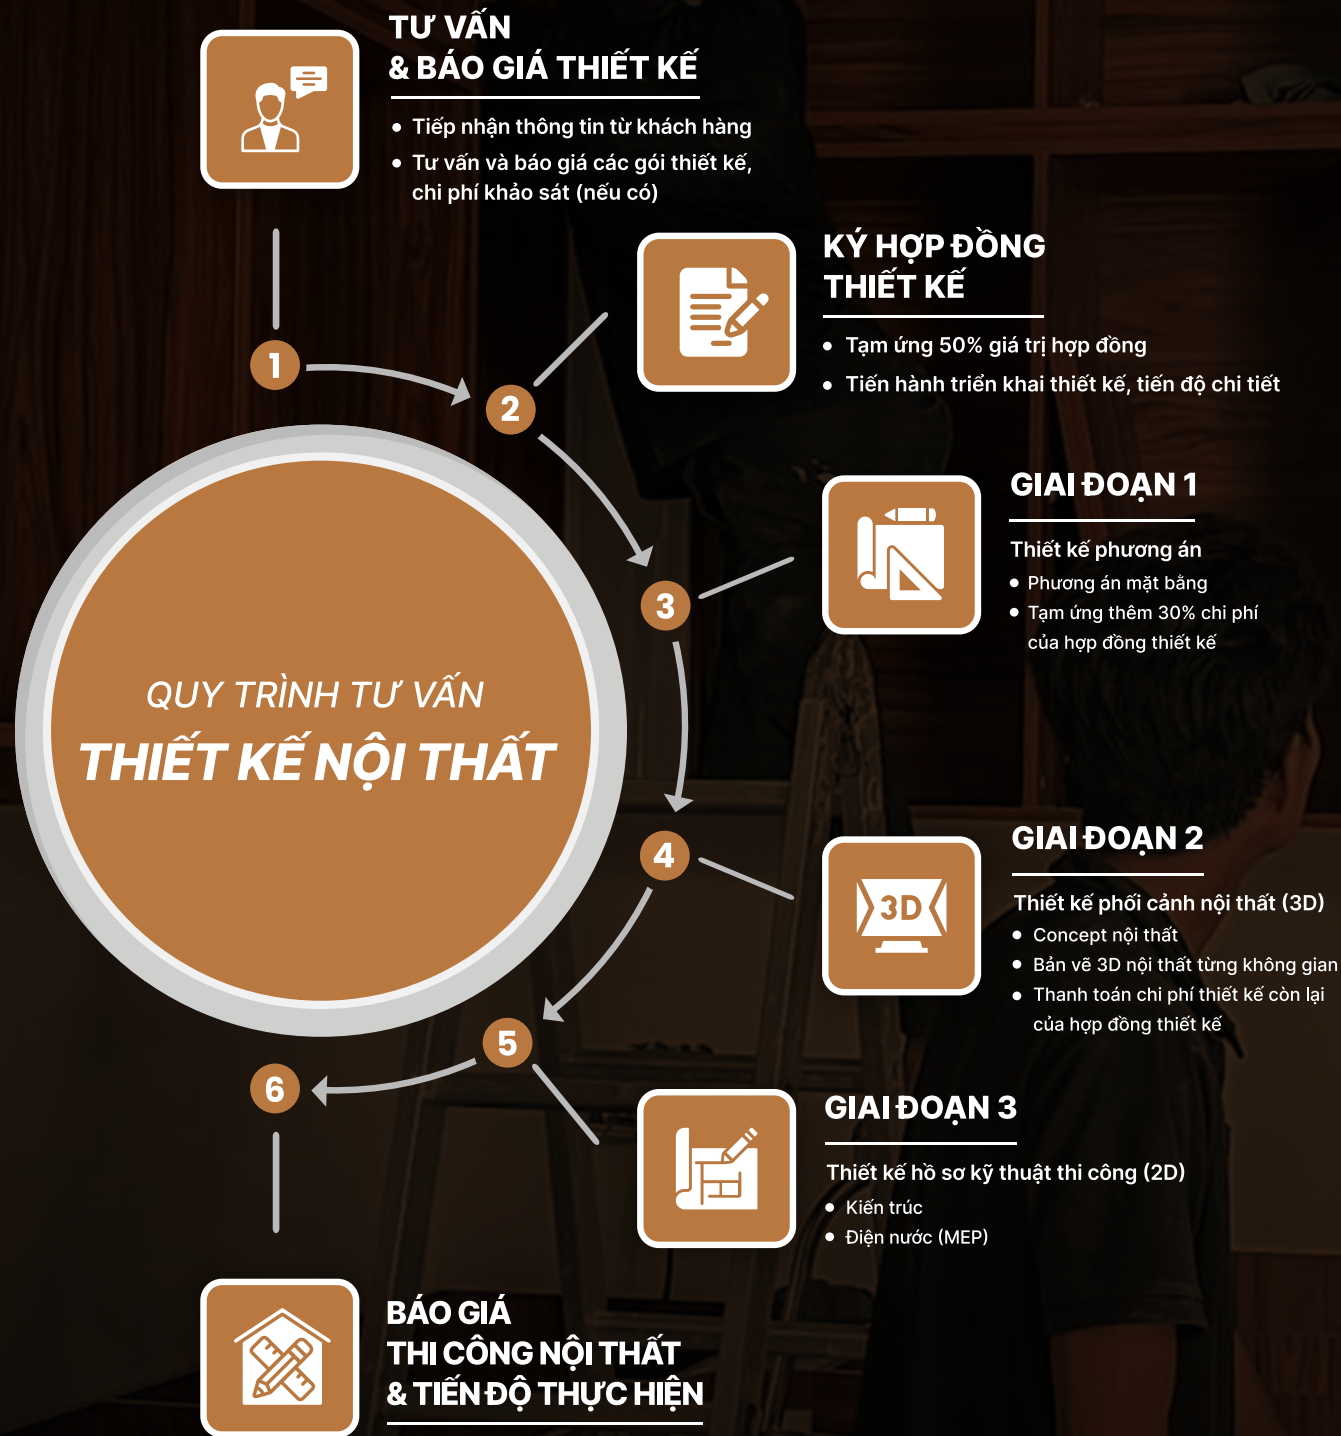 TƯ VẤN
& BÁO GIÁ THIẾT KẾ
• Tiếp nhận thông tin từ khách hàng
• Tư vấn và báo giá các gói thiết kế,
chi phí khảo sát (nếu có)
1
KÝ HỢP ĐỒNG
THIẾT KẾ
• Tạm ứng 50% giá trị hợp đồng
• Tiến hành triển khai thiết kế, tiến độ chi tiết
2
GIAI ĐOẠN 1
Thiết kế phương án
• Phương án mặt bằng
• Tạm ứng thêm 30% chi phí
của hợp đồng thiết kế
3
QUY TRÌNH TƯ VẤN
THIẾT KẾ NỘI THẤT
4
3D
GIAI ĐOẠN 2
Thiết kế phối cảnh nội thất (3D)
• Concept nội thất
• Bản vẽ 3D nội thất từng không gian
• Thanh toán chi phí thiết kế còn lại
của hợp đồng thiết kế
5
GIAI ĐOẠN 3
Thiết kế hồ sơ kỹ thuật thi công (2D)
• Kiến trúc
• Điện nước (MEP)
6
BÁO GIÁ
THI CÔNG NỘI THẤT
& TIẾN ĐỘ THỰC HIỆN